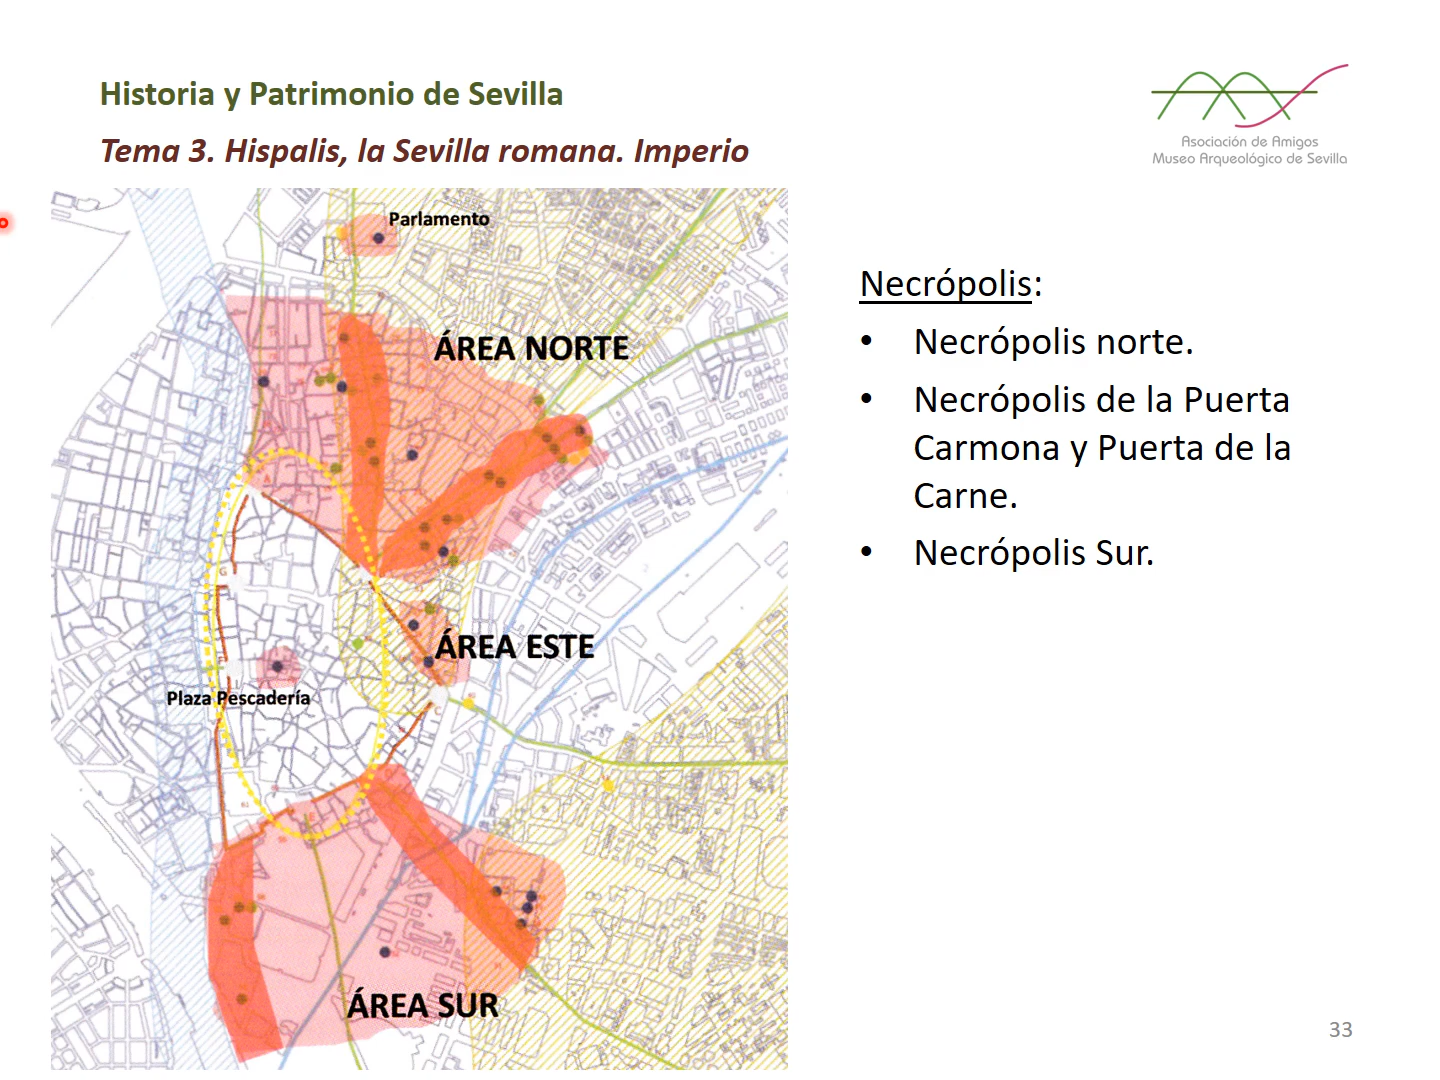 Historia y Patrimonio de Sevilla
Tema 3. Hispalis, la Sevilla romana. Imperio
Asociación de Amigos
Museo Arqueológico de Sevilla
Parlamento
ÁREA NORTE
ÁREA ESTE
Plaza Pescadería
ÁREA SUR
Necrópolis:
• Necrópolis norte.
• Necrópolis de la Puerta
Carmona y Puerta de la
Carne.
• Necrópolis Sur.
33